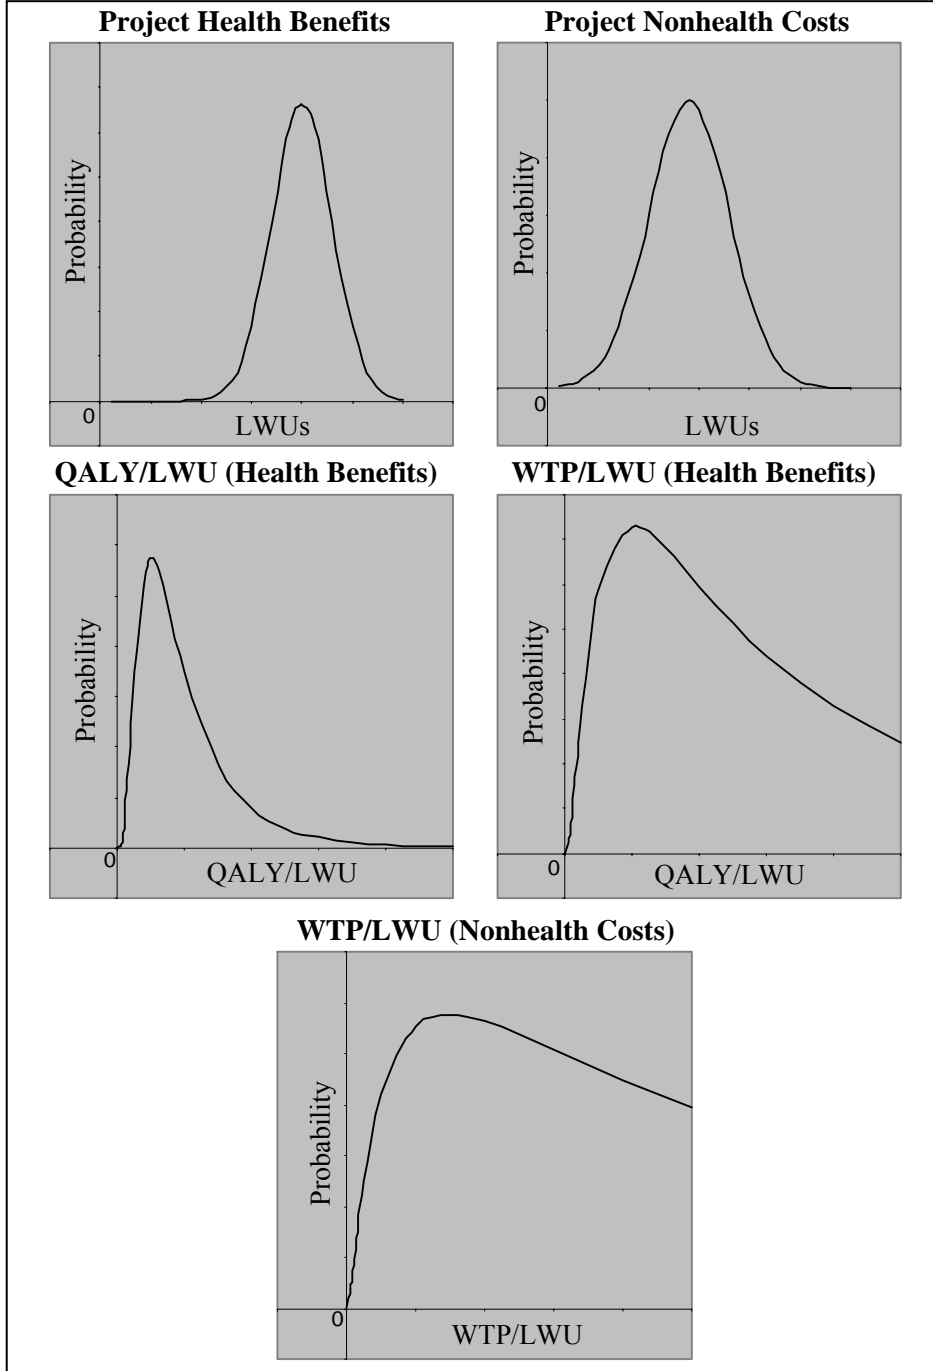 Project Health Benefits
Probability
0
LWUs
Project Nonhealth Costs
Probability
0
LWUs
QALY/LWU (Health Benefits)
Probability
0
QALY/LWU
WTP/LWU (Health Benefits)
Probability
0
QALY/LWU
WTP/LWU (Nonhealth Costs)
Probability
0
WTP/LWU